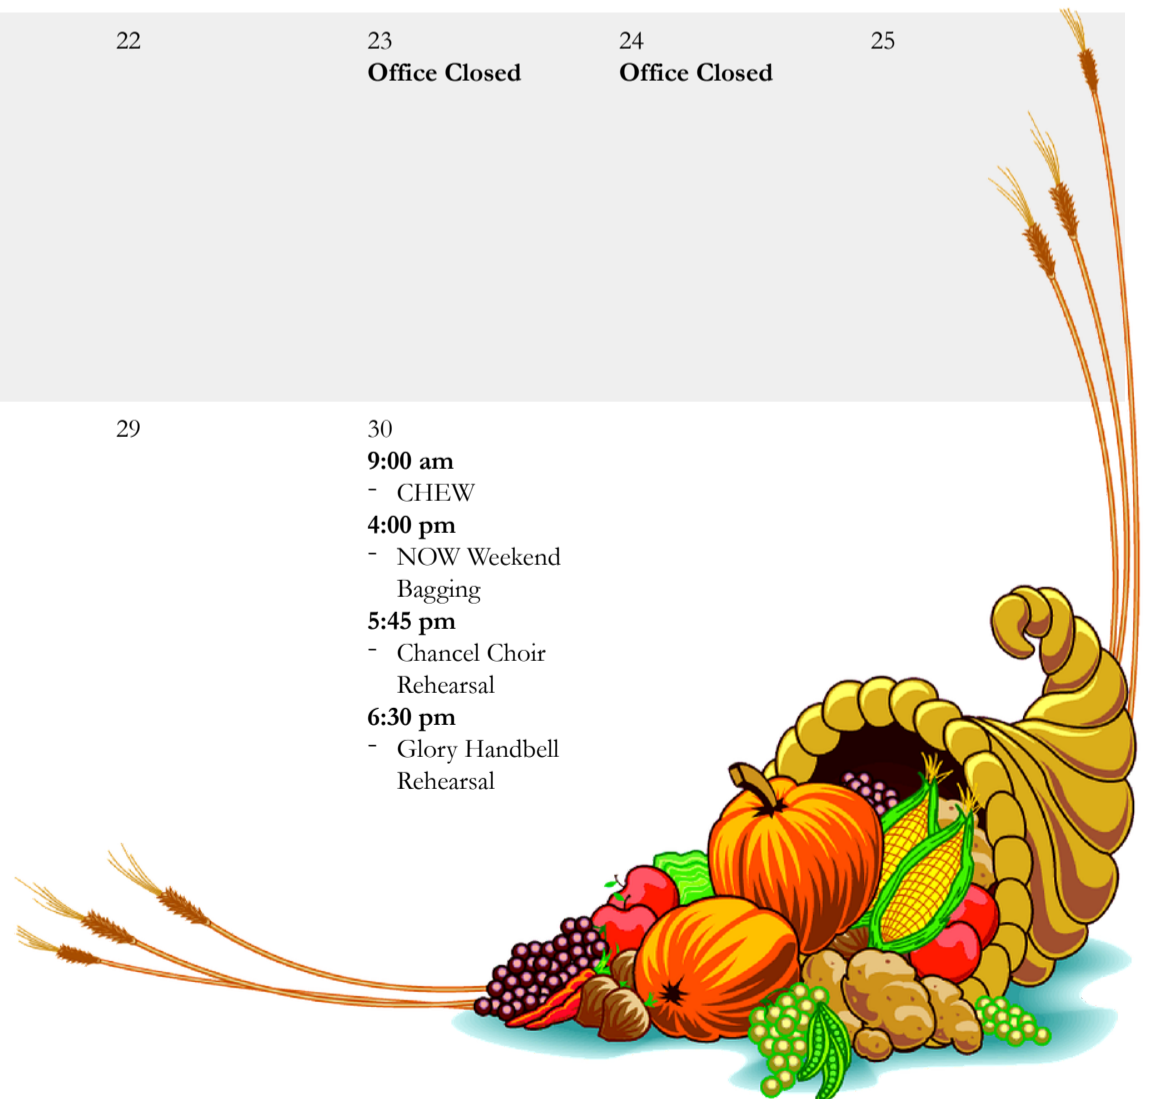 22
23
Office Closed
24
Office Closed
25
29
30
9:00 am
- CHEW
4:00 pm
- NOW Weekend
Bagging
5:45 pm
- Chancel Choir
Rehearsal
6:30 pm
- Glory Handbell
Rehearsal